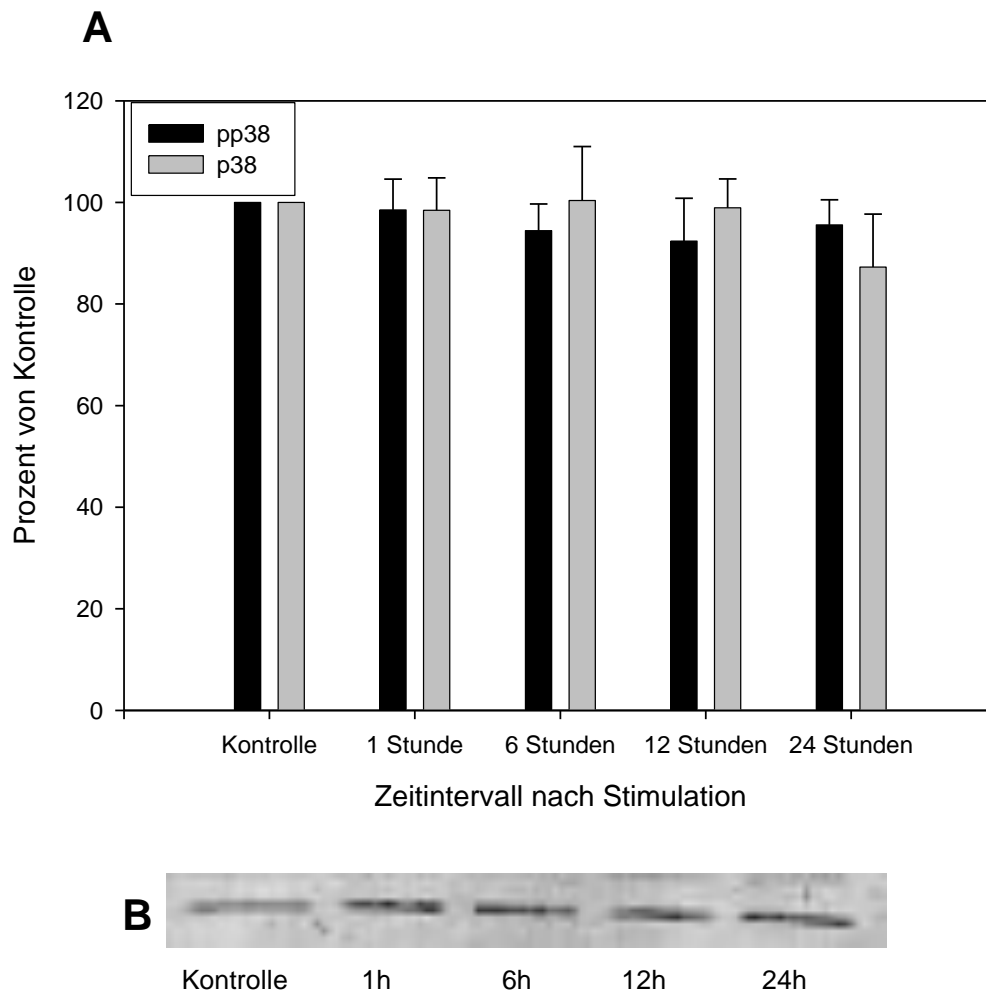 A
120
100
80
60
40
20
0
pp38
p38
Prozent von Kontrolle
Kontrolle 1 Stunde 6 Stunden 12 Stunden 24 Stunden
Zeitintervall nach Stimulation
B
Kontrolle 1h 6h 12h 24h